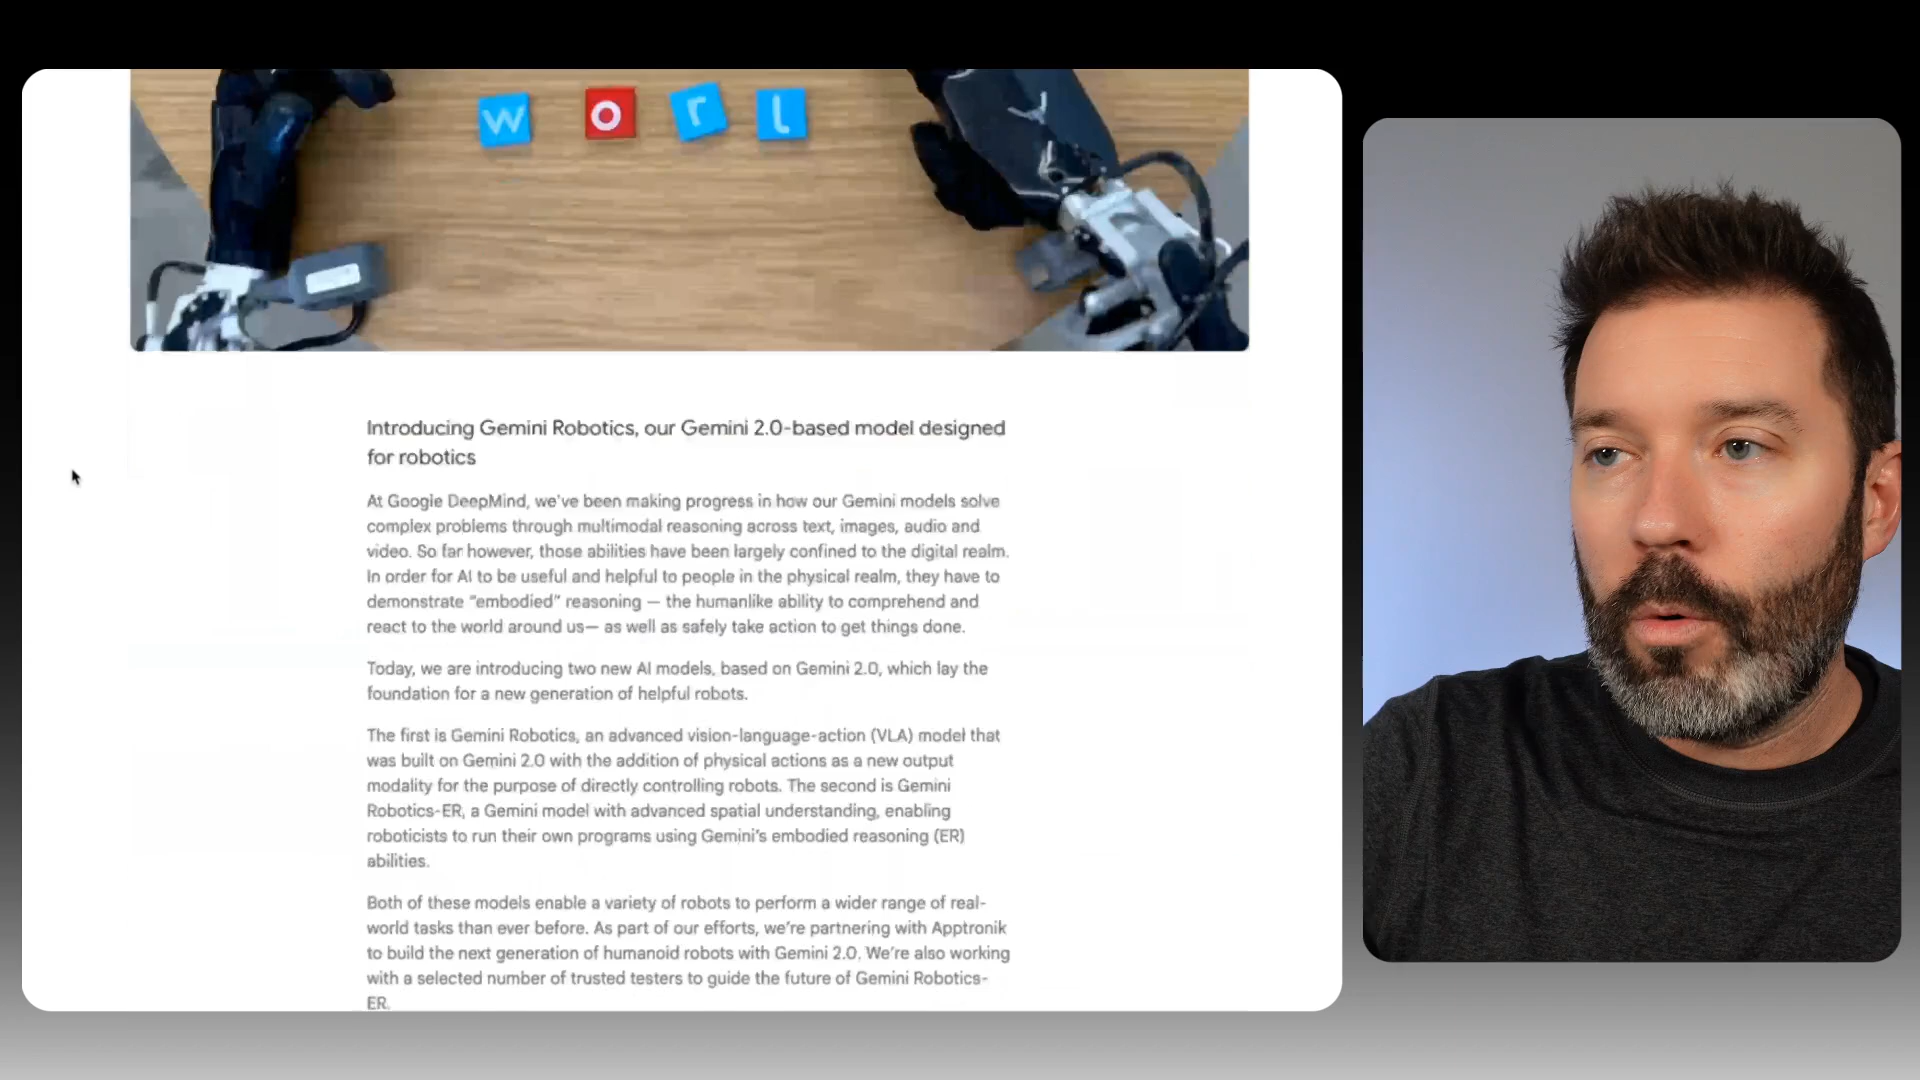 w o r l
Introducing Gemini Robotics, our Gemini 2.0-based model designed
for robotics
At Google DeepMind, we've been making progress in how our Gemini models solve
complex problems through multimodal reasoning across text, images, audio and
video. So far however, those abilities have been largely confined to the digital realm.
In order for AI to be useful and helpful to people in the physical realm, they have to
demonstrate “embodied” reasoning — the humanlike ability to comprehend and
react to the world around us— as well as safely take action to get things done.
Today, we are introducing two new AI models, based on Gemini 2.0, which lay the
foundation for a new generation of helpful robots.
The first is Gemini Robotics, an advanced vision-language-action (VLA) model that
was built on Gemini 2.0 with the addition of physical actions as a new output
modality for the purpose of directly controlling robots. The second is Gemini
Robotics-ER, a Gemini model with advanced spatial understanding, enabling
roboticists to run their own programs using Gemini's embodied reasoning (ER)
abilities.
Both of these models enable a variety of robots to perform a wider range of real-
world tasks than ever before. As part of our efforts, we're partnering with Apptronik
to build the next generation of humanoid robots with Gemini 2.0. We're also working
with a selected number of trusted testers to guide the future of Gemini Robotics-
ER.